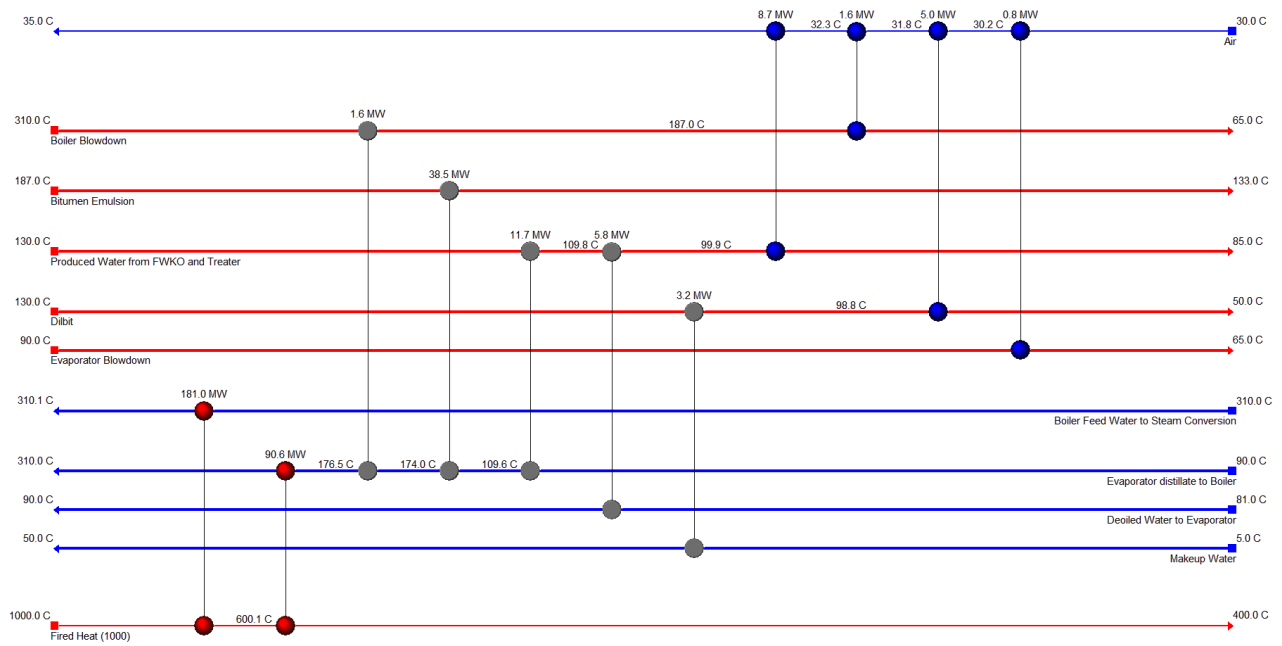 8.7 MW 1.6 MW 5.0 MW 0.8 MW
35.0 C 32.3 C 31.8 C 30.2 C 30.0 C
Air
1.6 MW
310.0 C 187.0 C 65.0 C
Boiler Blowdown
38.5 MW
187.0 C 133.0 C
Bitumen Emulsion
11.7 MW 5.8 MW
130.0 C 109.8 C 99.9 C 85.0 C
Produced Water from FWKO and Treater
3.2 MW
130.0 C 98.8 C 50.0 C
Dilbit
90.0 C 65.0 C
Evaporator Blowdown
181.0 MW
310.1 C 310.0 C
Boiler Feed Water to Steam Conversion
90.6 MW
310.0 C 176.5 C 174.0 C 109.6 C 90.0 C
Evaporator distillate to Boiler
90.0 C 81.0 C
Deoiled Water to Evaporator
50.0 C 5.0 C
Makeup Water
1000.0 C 600.1 C 400.0 C
Fired Heat (1000)